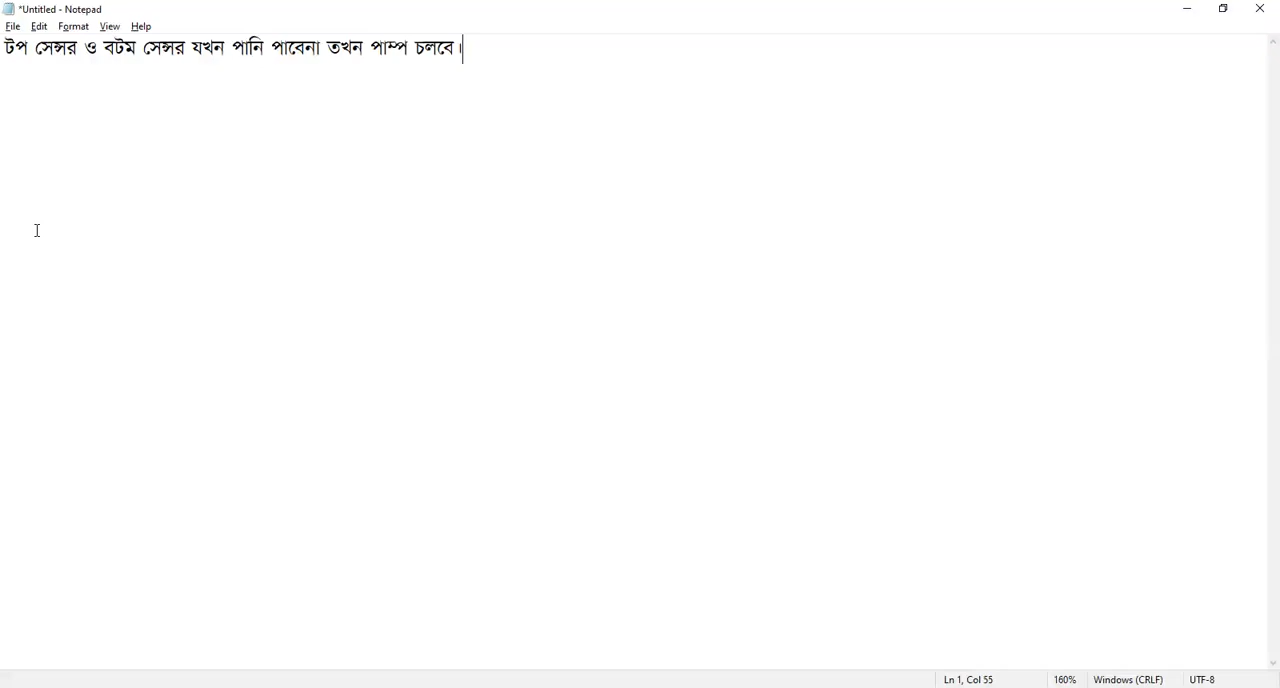 *Untitled - Notepad
File Edit Format View Help
টপ সেন্সর ও বটম সেন্সর যখন পানি পাবেনা তখন পাম্প চলবে।
Ln 1, Col 55 160% Windows (CRLF) UTF-8